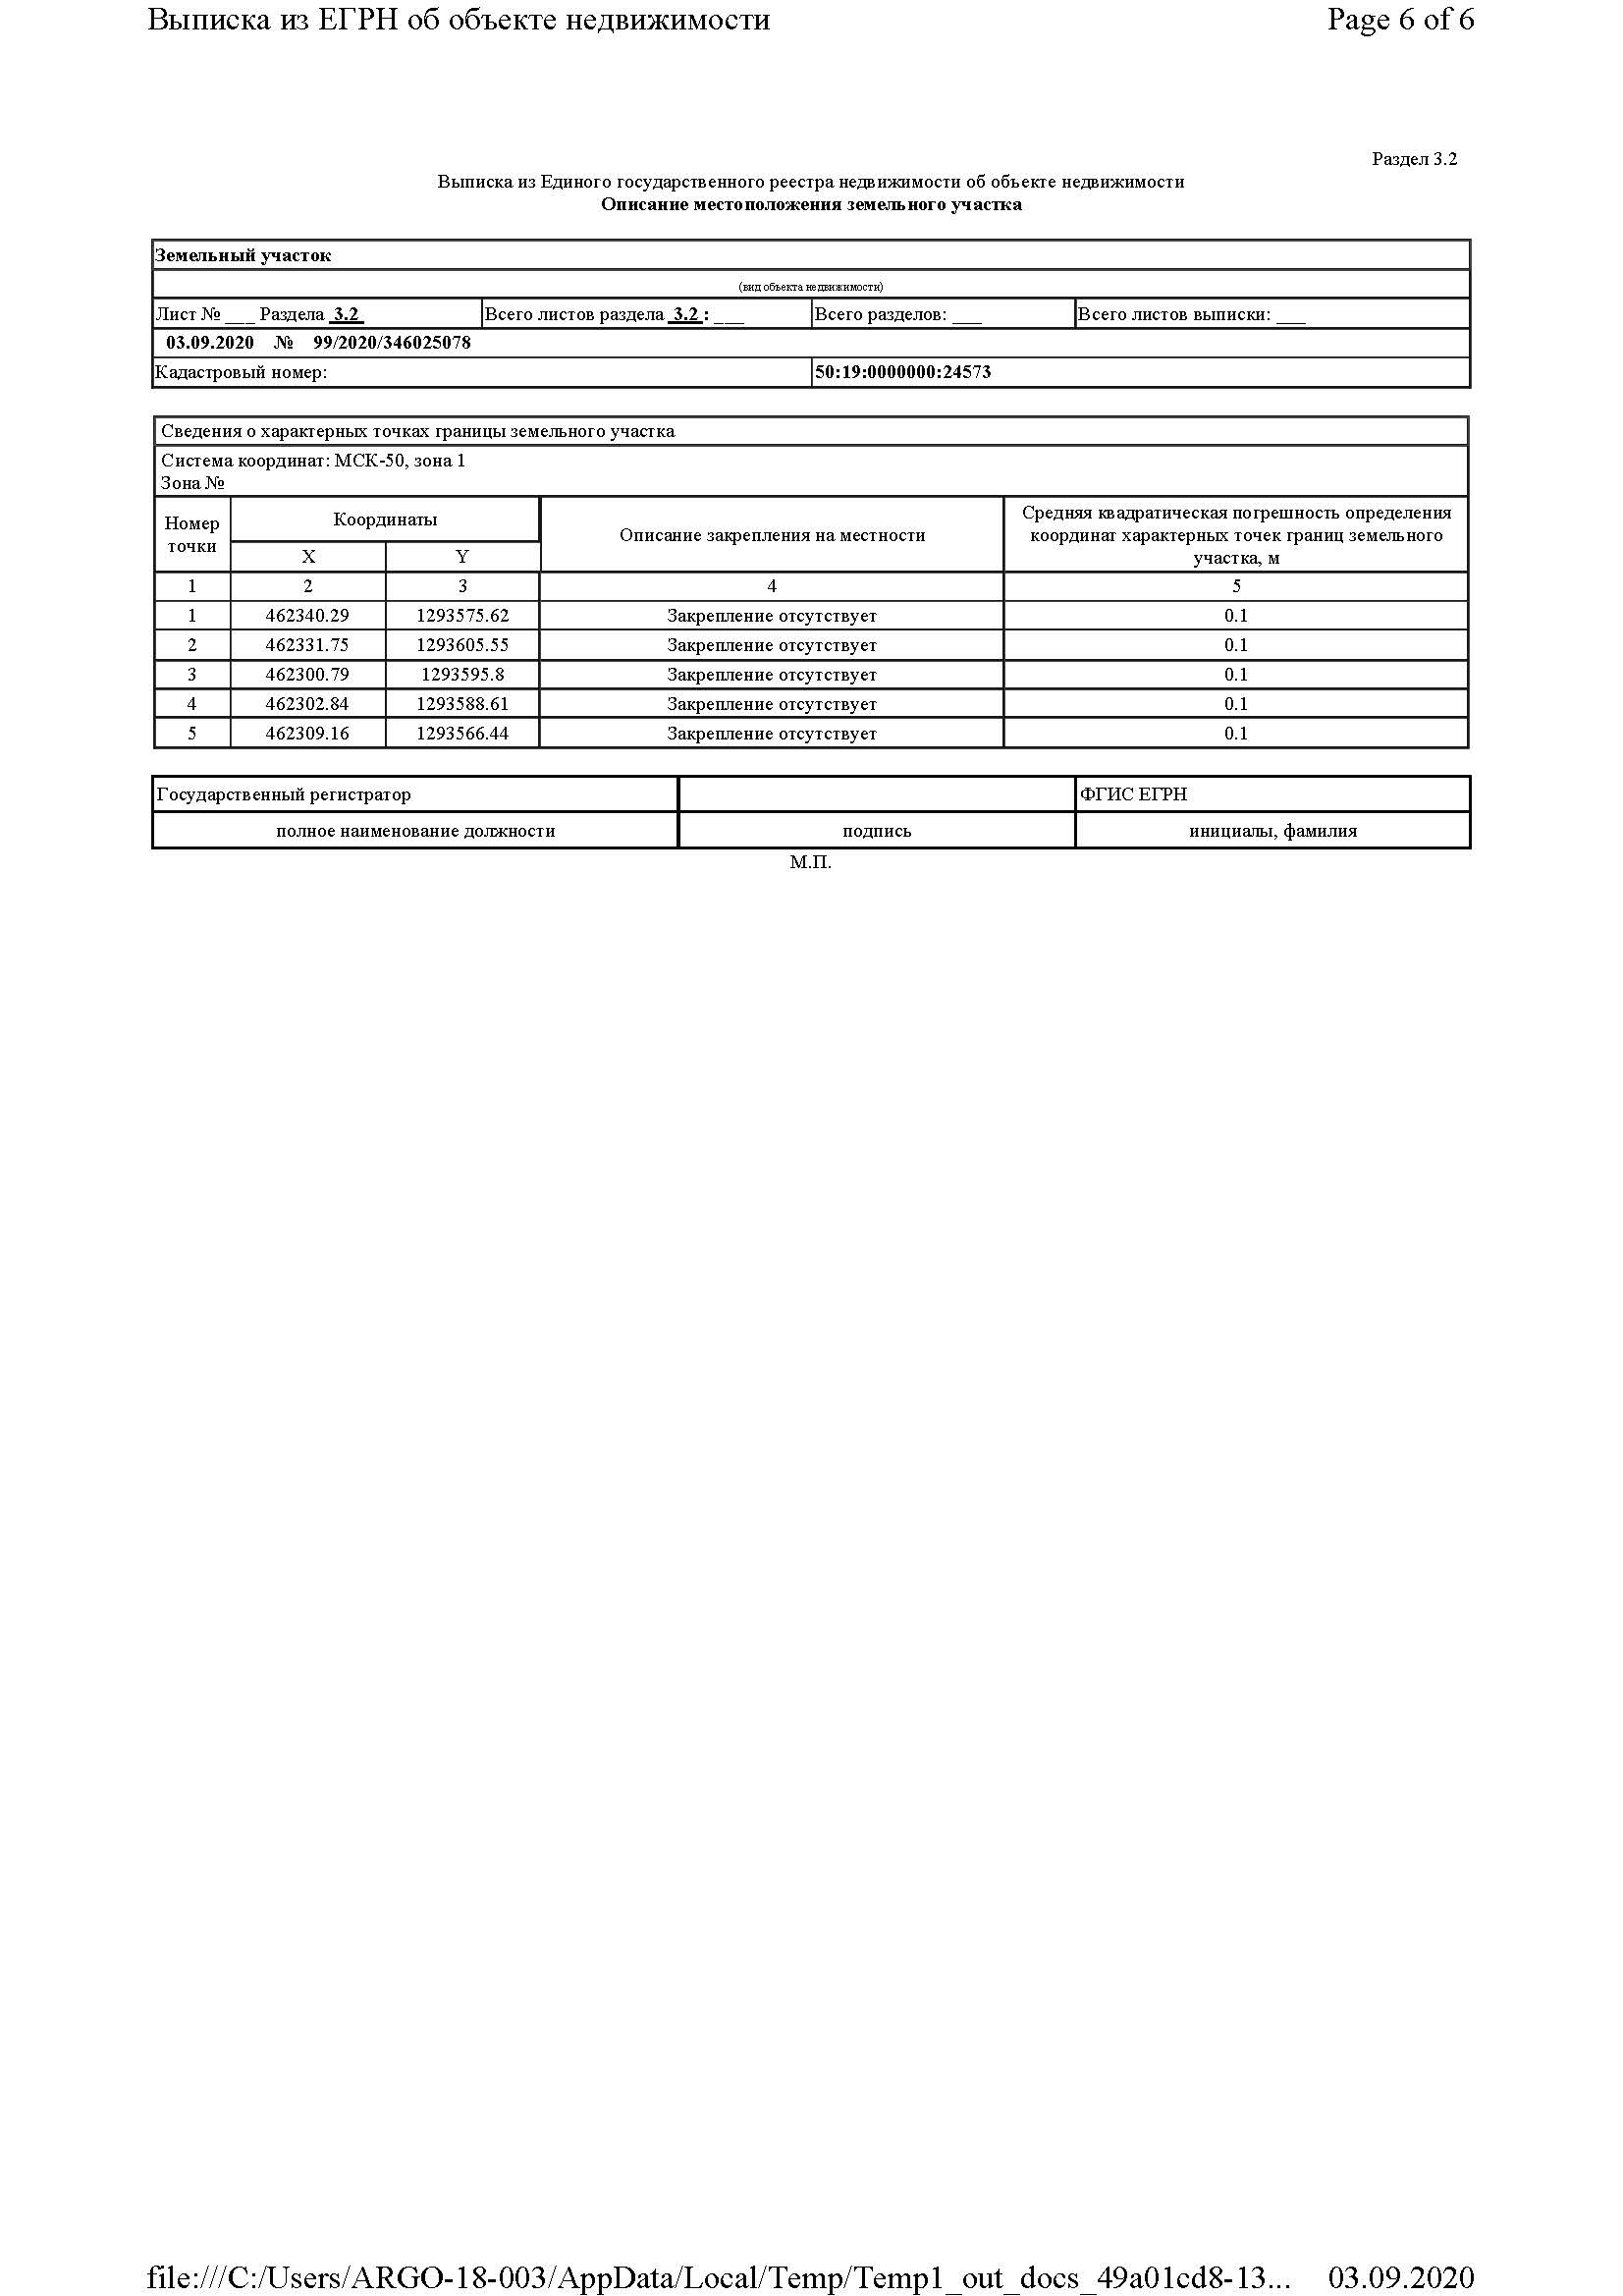 Выписка из ЕГРН об объекте недвижимости Page 6 of 6
Раздел 3.2
Выписка из Единого государственного реестра недвижимости об объекте недвижимости
Описание местоположения земельного участка
Земельный участок
(вид объекта недвижимости)
Лист № ___ Раздела 3.2 Всего листов раздела 3.2 : ___ Всего разделов: ___ Всего листов выписки: ___
03.09.2020 № 99/2020/346025078
Кадастровый номер: 50:19:0000000:24573
Сведения о характерных точках границы земельного участка
Система координат: МСК-50, зона 1
Зона №
Номер точки Координаты Описание закрепления на местности Средняя квадратическая погрешность определения координат характерных точек границ земельного участка, м
X Y
1 2 3 4 5
1 462340.29 1293575.62 Закрепление отсутствует 0.1
2 462331.75 1293605.55 Закрепление отсутствует 0.1
3 462300.79 1293595.8 Закрепление отсутствует 0.1
4 462302.84 1293588.61 Закрепление отсутствует 0.1
5 462309.16 1293566.44 Закрепление отсутствует 0.1
Государственный регистратор ФГИС ЕГРН
полное наименование должности подпись инициалы, фамилия
М.П.
file:///C:/Users/ARGO-18-003/AppData/Local/Temp/Temp1_out_docs_49a01cd8-13... 03.09.2020